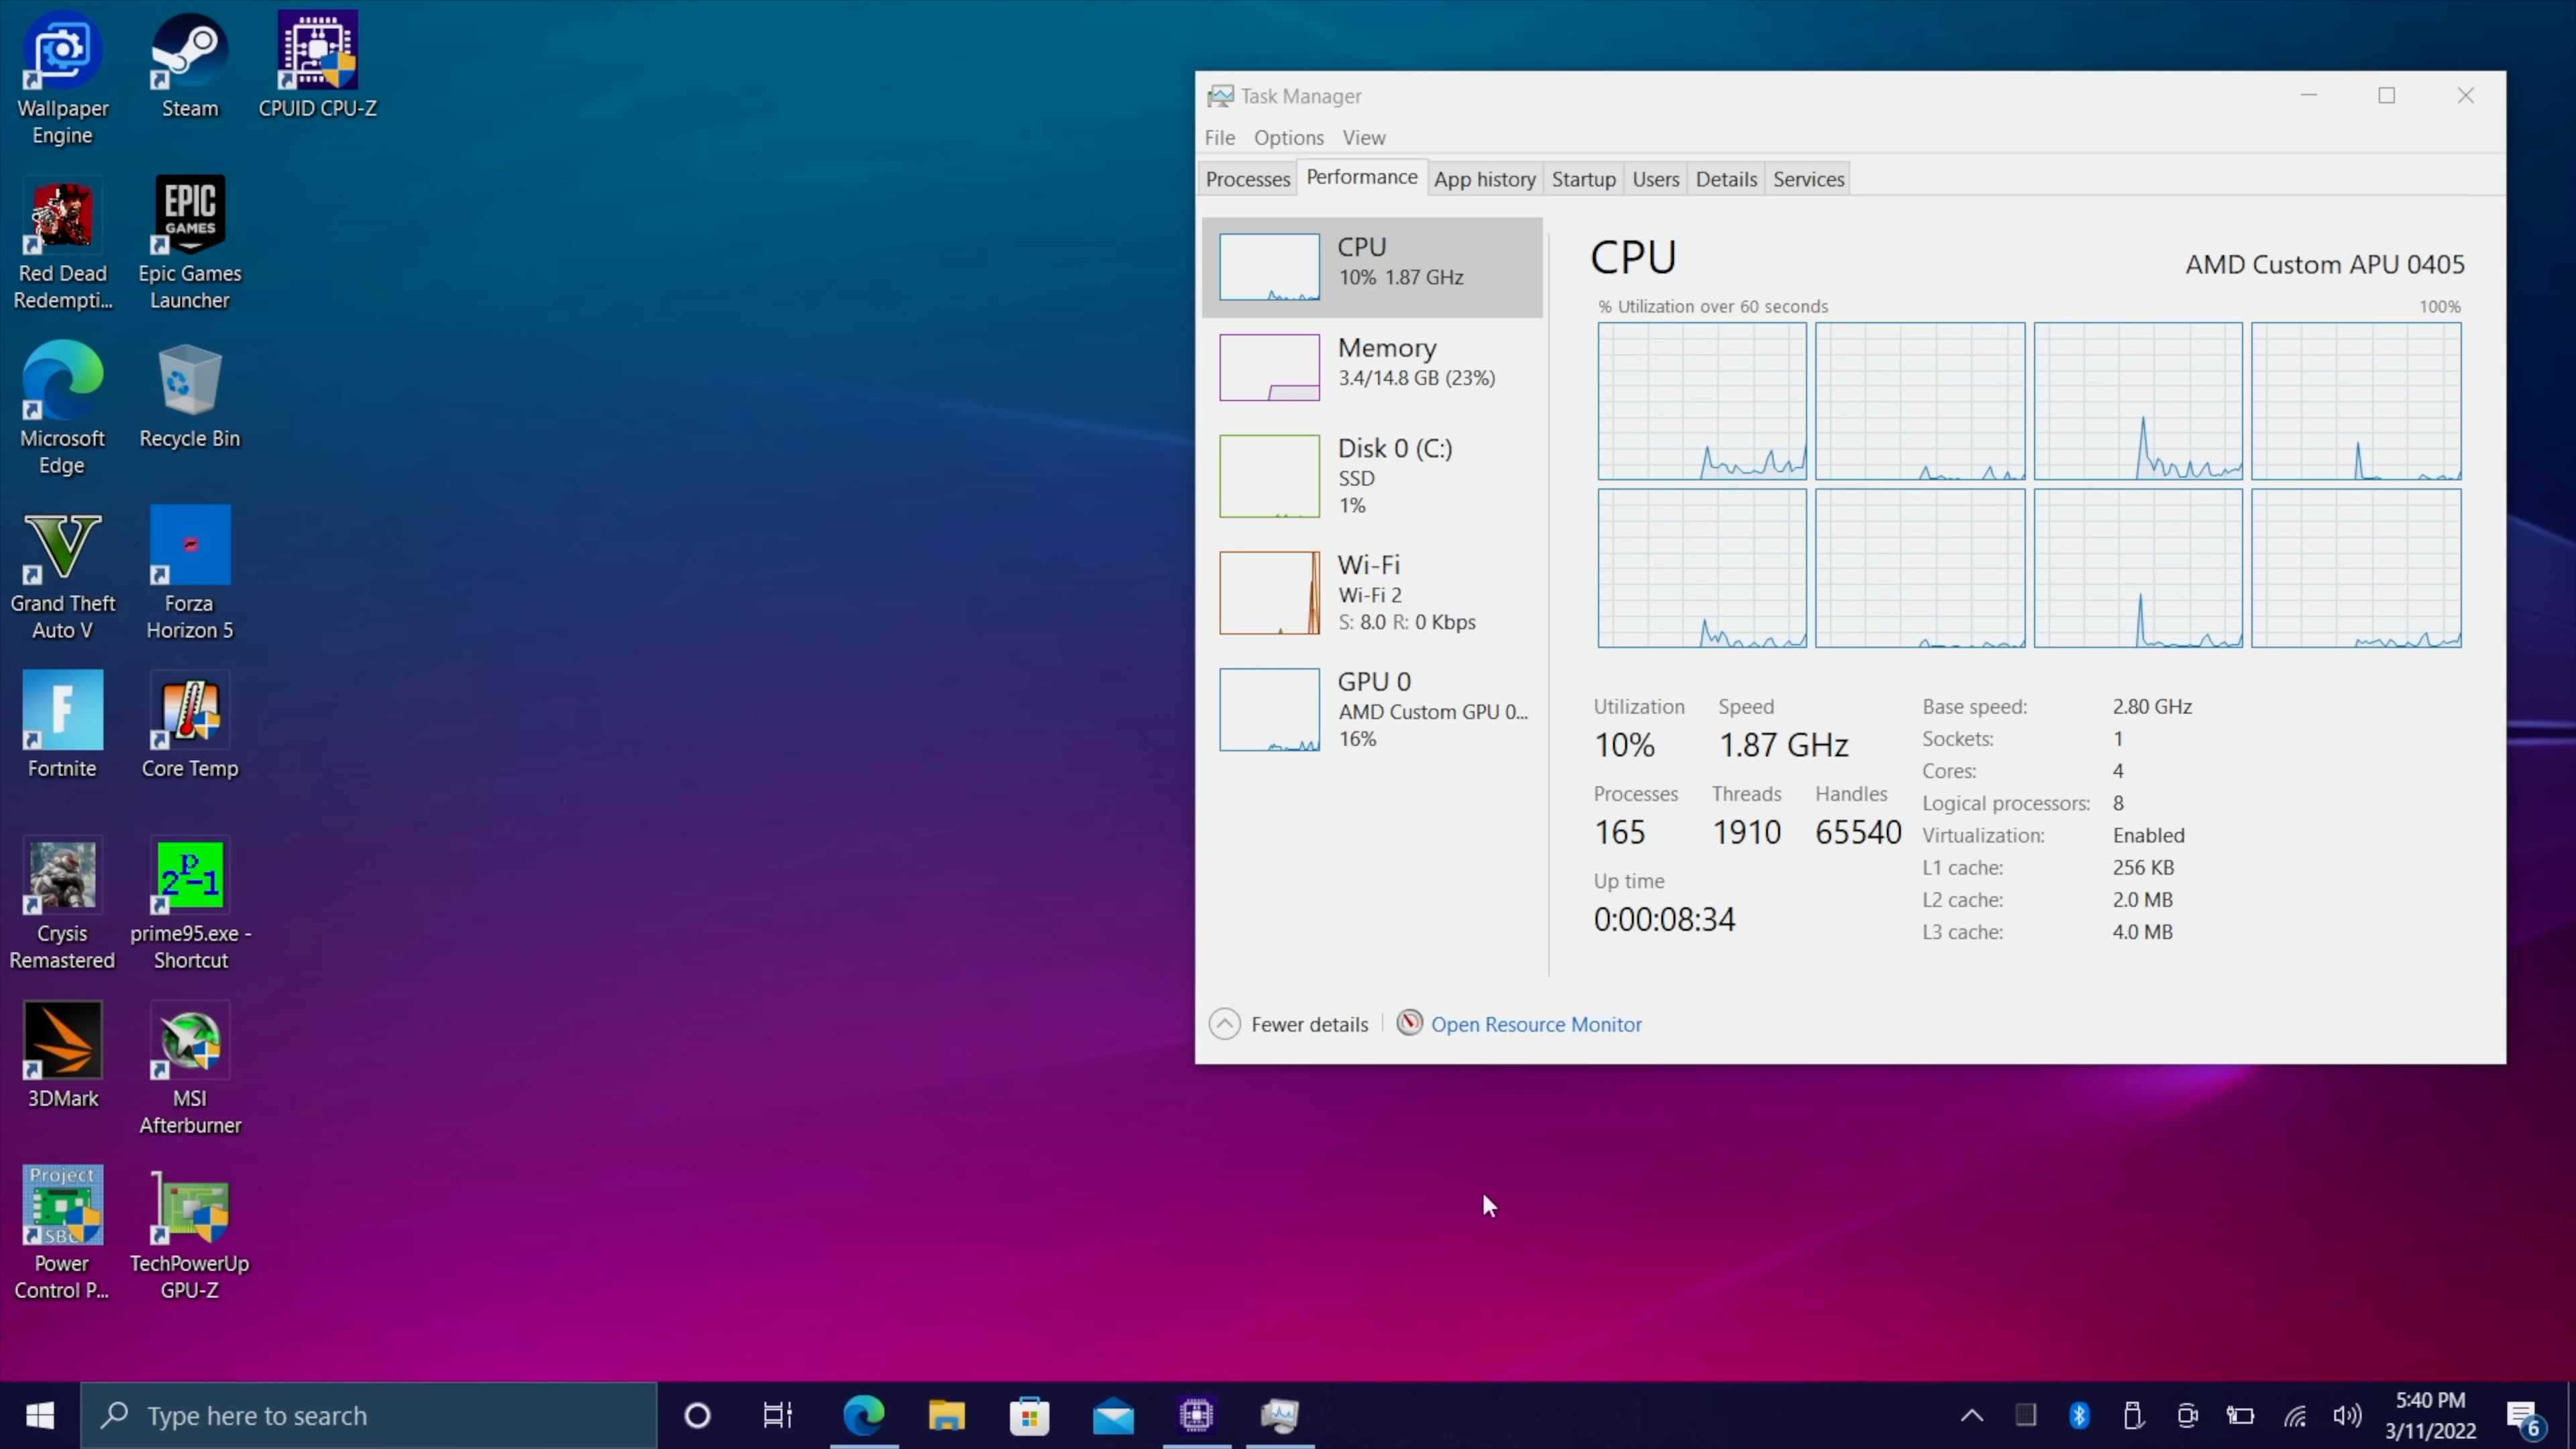 Wallpaper
Engine
Steam
CPUID CPU-Z
Red Dead
Redempti...
EPIC
GAMES
Epic Games
Launcher
Microsoft
Edge
Recycle Bin
Grand Theft
Auto V
Forza
Horizon 5
F
Fortnite
Core Temp
Crysis
Remastered
2
P
-1
prime95.exe -
Shortcut
3DMark
MSI
Afterburner
Project
SBC
Power
Control P...
TechPowerUp
GPU-Z
Task Manager
File Options View
Processes Performance App history Startup Users Details Services
CPU
10% 1.87 GHz
Memory
3.4/14.8 GB (23%)
Disk 0 (C:)
SSD
1%
Wi-Fi
Wi-Fi 2
S: 8.0 R: 0 Kbps
GPU 0
AMD Custom GPU 0...
16%
CPU
AMD Custom APU 0405
% Utilization over 60 seconds
100%
Utilization Speed
10% 1.87 GHz
Processes Threads Handles
165 1910 65540
Up time
0:00:08:34
Base speed: 2.80 GHz
Sockets: 1
Cores: 4
Logical processors: 8
Virtualization: Enabled
L1 cache: 256 KB
L2 cache: 2.0 MB
L3 cache: 4.0 MB
Fewer details
Open Resource Monitor
Type here to search
5:40 PM
3/11/2022
6